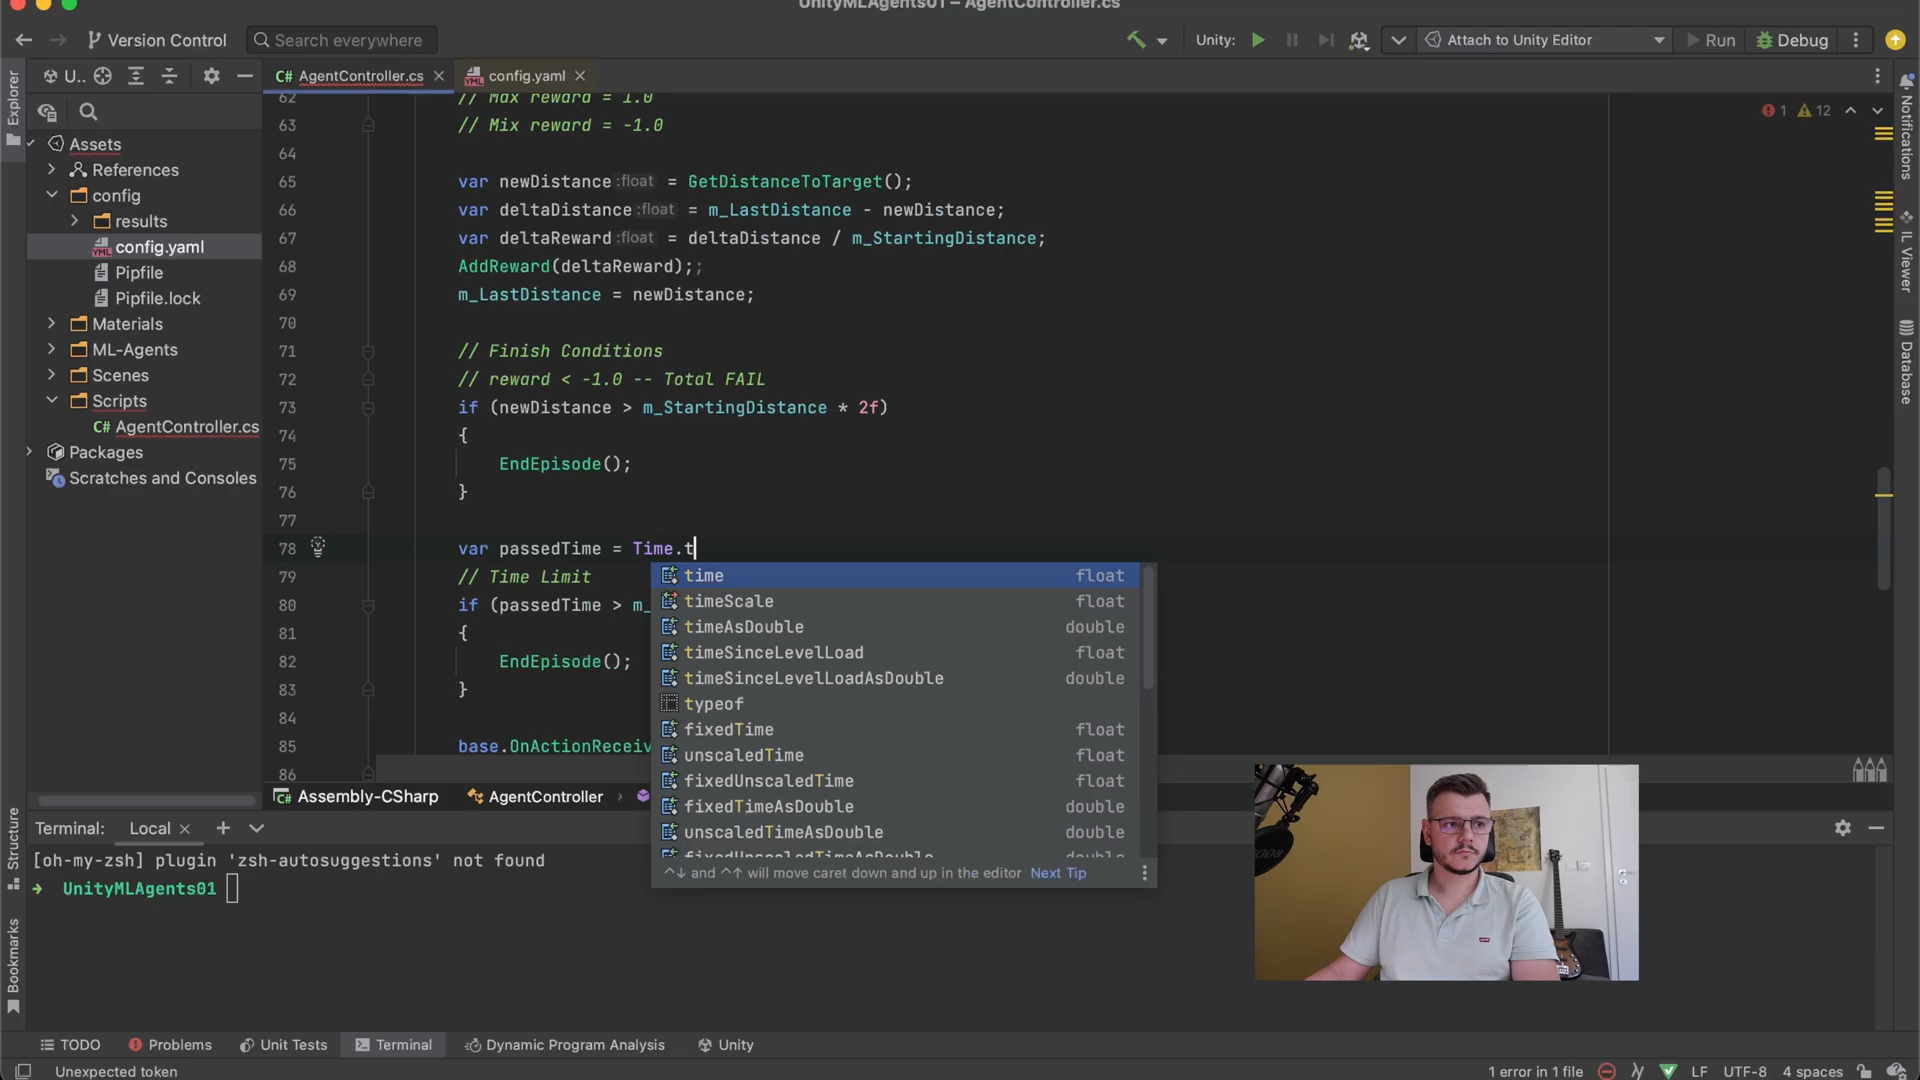 UnityMLAgents01 – AgentController.cs
Version Control
Search everywhere
Unity:
Attach to Unity Editor
Run
Debug
Explorer
U..
C# AgentController.cs
config.yaml
Assets
References
config
results
config.yaml
Pipfile
Pipfile.lock
Materials
ML-Agents
Scenes
Scripts
C# AgentController.cs
Packages
Scratches and Consoles
1
12
62 // Max reward = 1.0
63 // Mix reward = -1.0
64
65 var newDistance :float = GetDistanceToTarget();
66 var deltaDistance :float = m_LastDistance - newDistance;
67 var deltaReward :float = deltaDistance / m_StartingDistance;
68 AddReward(deltaReward);;
69 m_LastDistance = newDistance;
70
71 // Finish Conditions
72 // reward < -1.0 -- Total FAIL
73 if (newDistance > m_StartingDistance * 2f)
74 {
75 EndEpisode();
76 }
77
78 var passedTime = Time.t
79 // Time Limit
80 if (passedTime > m_
81 {
82 EndEpisode();
83 }
84
85 base.OnActionReceiv
86
time float
timeScale float
timeAsDouble double
timeSinceLevelLoad float
timeSinceLevelLoadAsDouble double
typeof
fixedTime float
unscaledTime float
fixedUnscaledTime float
fixedTimeAsDouble double
unscaledTimeAsDouble double
fixedUnscaledTimeAsDouble double
^↓ and ^↑ will move caret down and up in the editor Next Tip
Notifications
IL Viewer
Database
Assembly-CSharp
AgentController
Terminal:
Local
[oh-my-zsh] plugin 'zsh-autosuggestions' not found
UnityMLAgents01
Structure
Bookmarks
TODO
Problems
Unit Tests
Terminal
Dynamic Program Analysis
Unity
Unexpected token
1 error in 1 file
LF
UTF-8
4 spaces